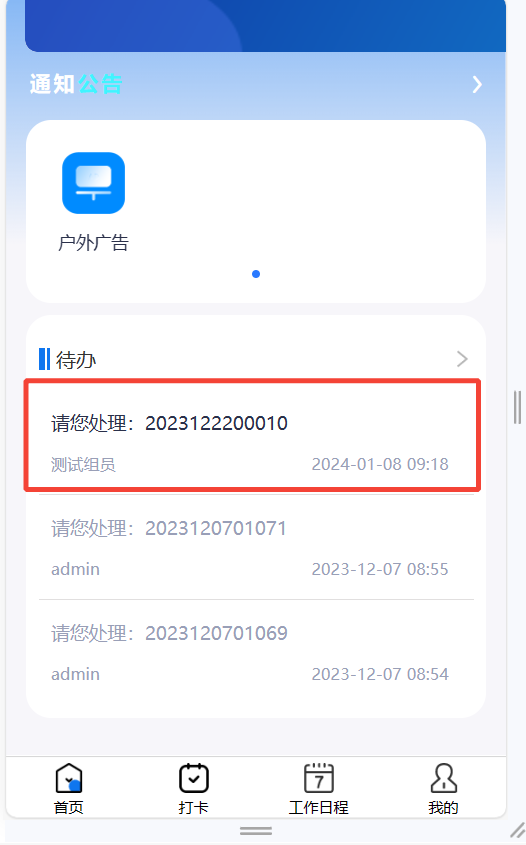 通知公告
户外广告
待办
请您处理：2023122200010
测试组员 2024-01-08 09:18
请您处理：2023120701071
admin 2023-12-07 08:55
请您处理：2023120701069
admin 2023-12-07 08:54
7
首页 打卡 工作日程 我的